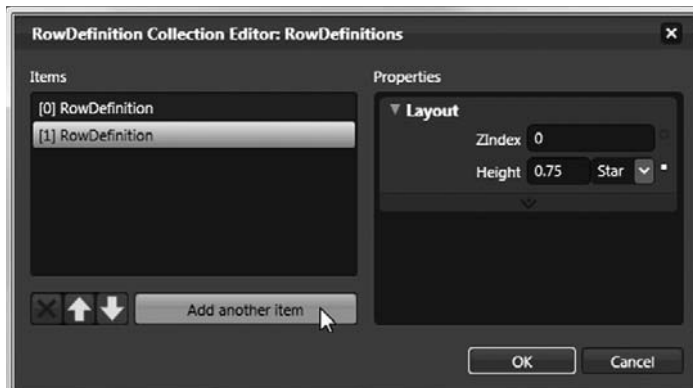 RowDefinition Collection Editor: RowDefinitions
Items
[0] RowDefinition
[1] RowDefinition
Add another item
Properties
Layout
ZIndex 0
Height 0.75 Star
OK Cancel